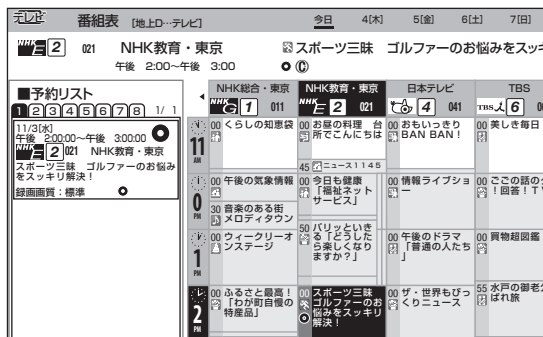 テレビ 番組表 [地上D…テレビ] 今日 4[木] 5[金] 6[土] 7[日]
NHK E 2 021 NHK教育・東京 スポーツ三昧 ゴルファーのお悩みをスッキ
午後 2:00~午後 3:00
■予約リスト
1 2 3 4 5 6 7 8 1/ 1
11/3[水]
午後 2:00:00~午後 3:00:00
NHK E 2 021 NHK教育・東京
スポーツ三昧 ゴルファーのお悩み
をスッキリ解決!
録画画質:標準
NHK総合・東京 NHK教育・東京 日本テレビ TBS
NHK G 1 011 NHK E 2 021 4 041 TBS 6
11 AM
00 くらしの知恵袋
00 お昼の料理 台
所でこんにちは
45 ニュース1145
00 おもいっきり
BAN BAN!
00 美しき毎日
0 PM
00 午後の気象情報
30 音楽のある街
メロディタウン
00 今日も健康
「福祉ネット
サービス」
50 バリッといき
る「どうした
ら楽しくなり
ますか?」
00 情報ライブショ
ー
00 ごごの話の
!回答!TV
1 PM
00 ウィークリーオ
ンステージ
00 午後のドラマ
「普通の人たち
」
00 買物超図鑑
2 PM
00 ふるさと最高!
「わが町自慢の
特産品」
00 スポーツ三昧
ゴルファーのお
悩みをスッキリ
解決!
00 ザ・世界もびっ
くりニュース
55 水戸の御老
ばれ旅